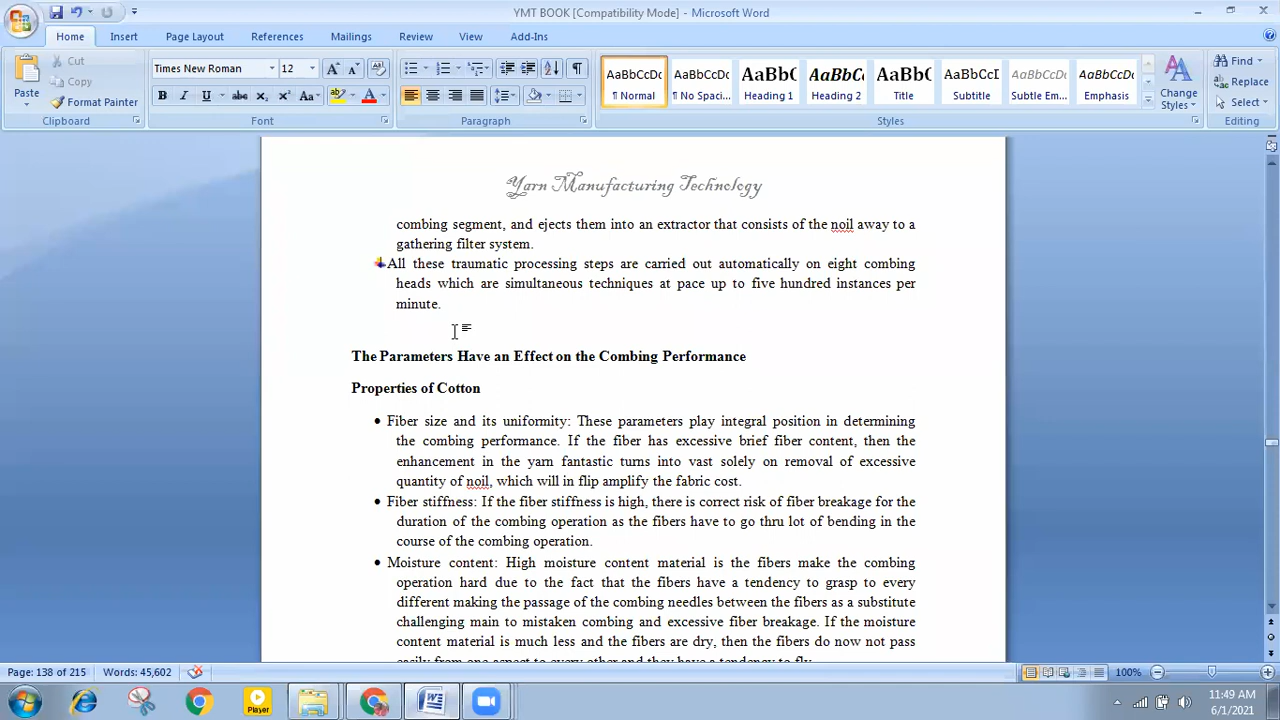 YMT BOOK [Compatibility Mode] - Microsoft Word
Home Insert Page Layout References Mailings Review View Add-Ins
Paste
Cut
Copy
Format Painter
Clipboard
Times New Roman 12
Font
Paragraph
AaBbCcDc AaBbCcDc AaBbC AaBbCc AaBbC AaBbCcI AaBbCcDc AaBbCcDc
¶ Normal ¶ No Spaci... Heading 1 Heading 2 Title Subtitle Subtle Em... Emphasis
Change Styles
Styles
Find
Replace
Select
Editing
Yarn Manufacturing Technology
combing segment, and ejects them into an extractor that consists of the noil away to a
gathering filter system.
All these traumatic processing steps are carried out automatically on eight combing
heads which are simultaneous techniques at pace up to five hundred instances per
minute.
The Parameters Have an Effect on the Combing Performance
Properties of Cotton
• Fiber size and its uniformity: These parameters play integral position in determining
the combing performance. If the fiber has excessive brief fiber content, then the
enhancement in the yarn fantastic turns into vast solely on removal of excessive
quantity of noil, which will in flip amplify the fabric cost.
• Fiber stiffness: If the fiber stiffness is high, there is correct risk of fiber breakage for the
duration of the combing operation as the fibers have to go thru lot of bending in the
course of the combing operation.
• Moisture content: High moisture content material is the fibers make the combing
operation hard due to the fact that the fibers have a tendency to grasp to every
different making the passage of the combing needles between the fibers as a substitute
challenging main to mistaken combing and excessive fiber breakage. If the moisture
content material is much less and the fibers are dry, then the fibers do now not pass
easily from one aspect to every other and they have a tendency to fly.
Page: 138 of 215 Words: 45,602 100%
Player
11:49 AM
6/1/2021